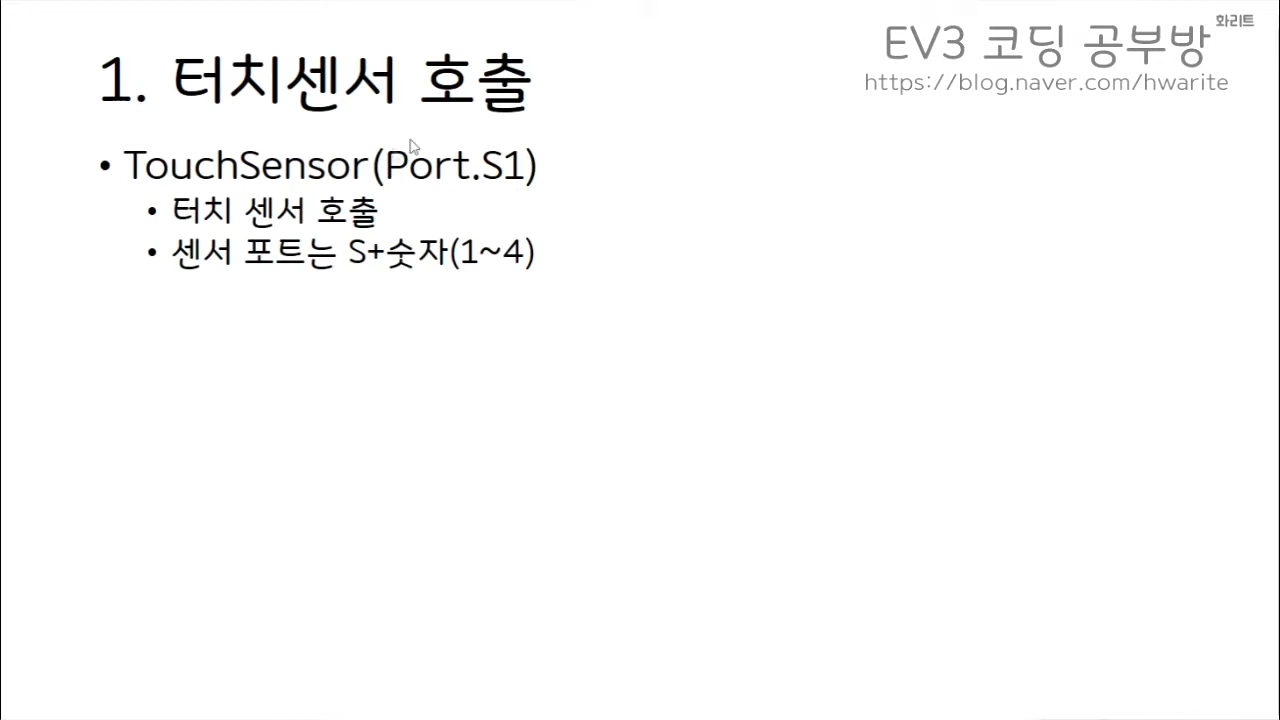 화리트
EV3 코딩 공부방
https://blog.naver.com/hwarite
1. 터치센서 호출
• TouchSensor(Port.S1)
• 터치 센서 호출
• 센서 포트는 S+숫자(1~4)